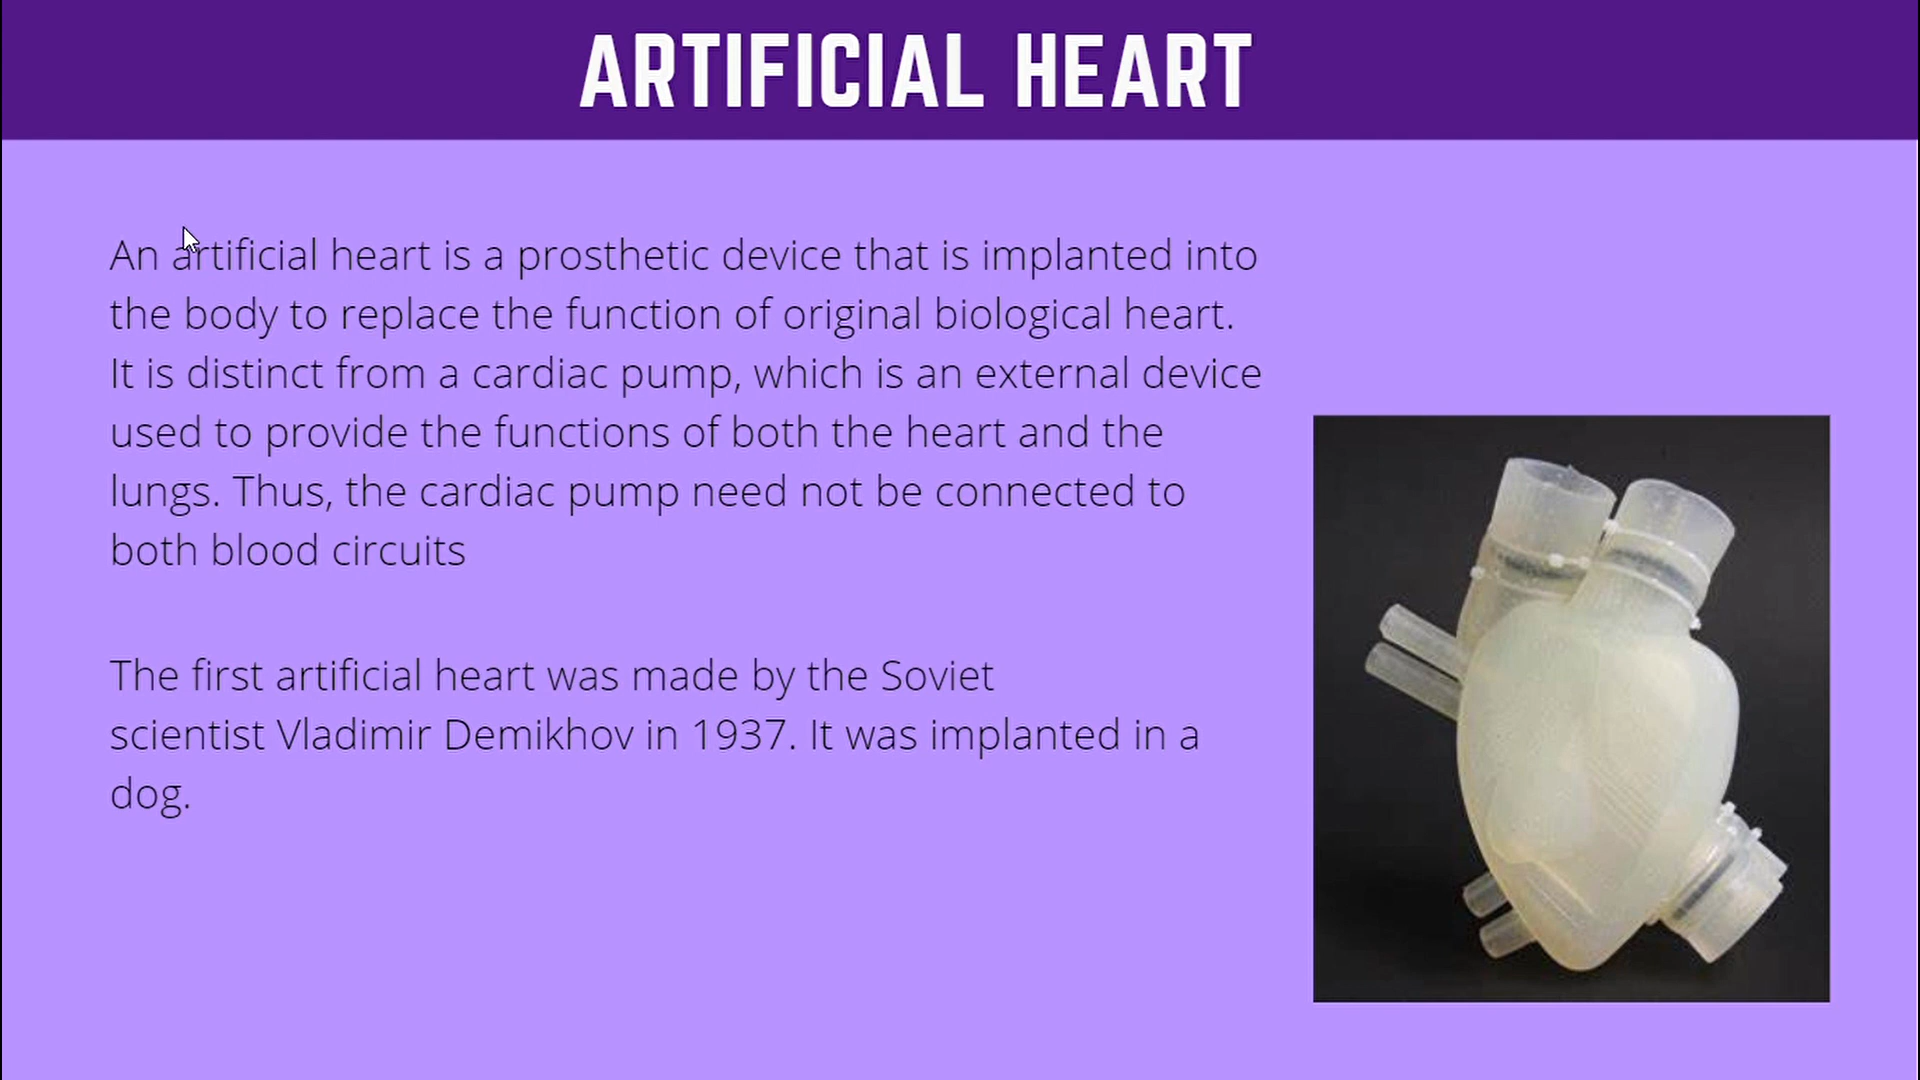 ARTIFICIAL HEART
An artificial heart is a prosthetic device that is implanted into
the body to replace the function of original biological heart.
It is distinct from a cardiac pump, which is an external device
used to provide the functions of both the heart and the
lungs. Thus, the cardiac pump need not be connected to
both blood circuits
The first artificial heart was made by the Soviet
scientist Vladimir Demikhov in 1937. It was implanted in a
dog.